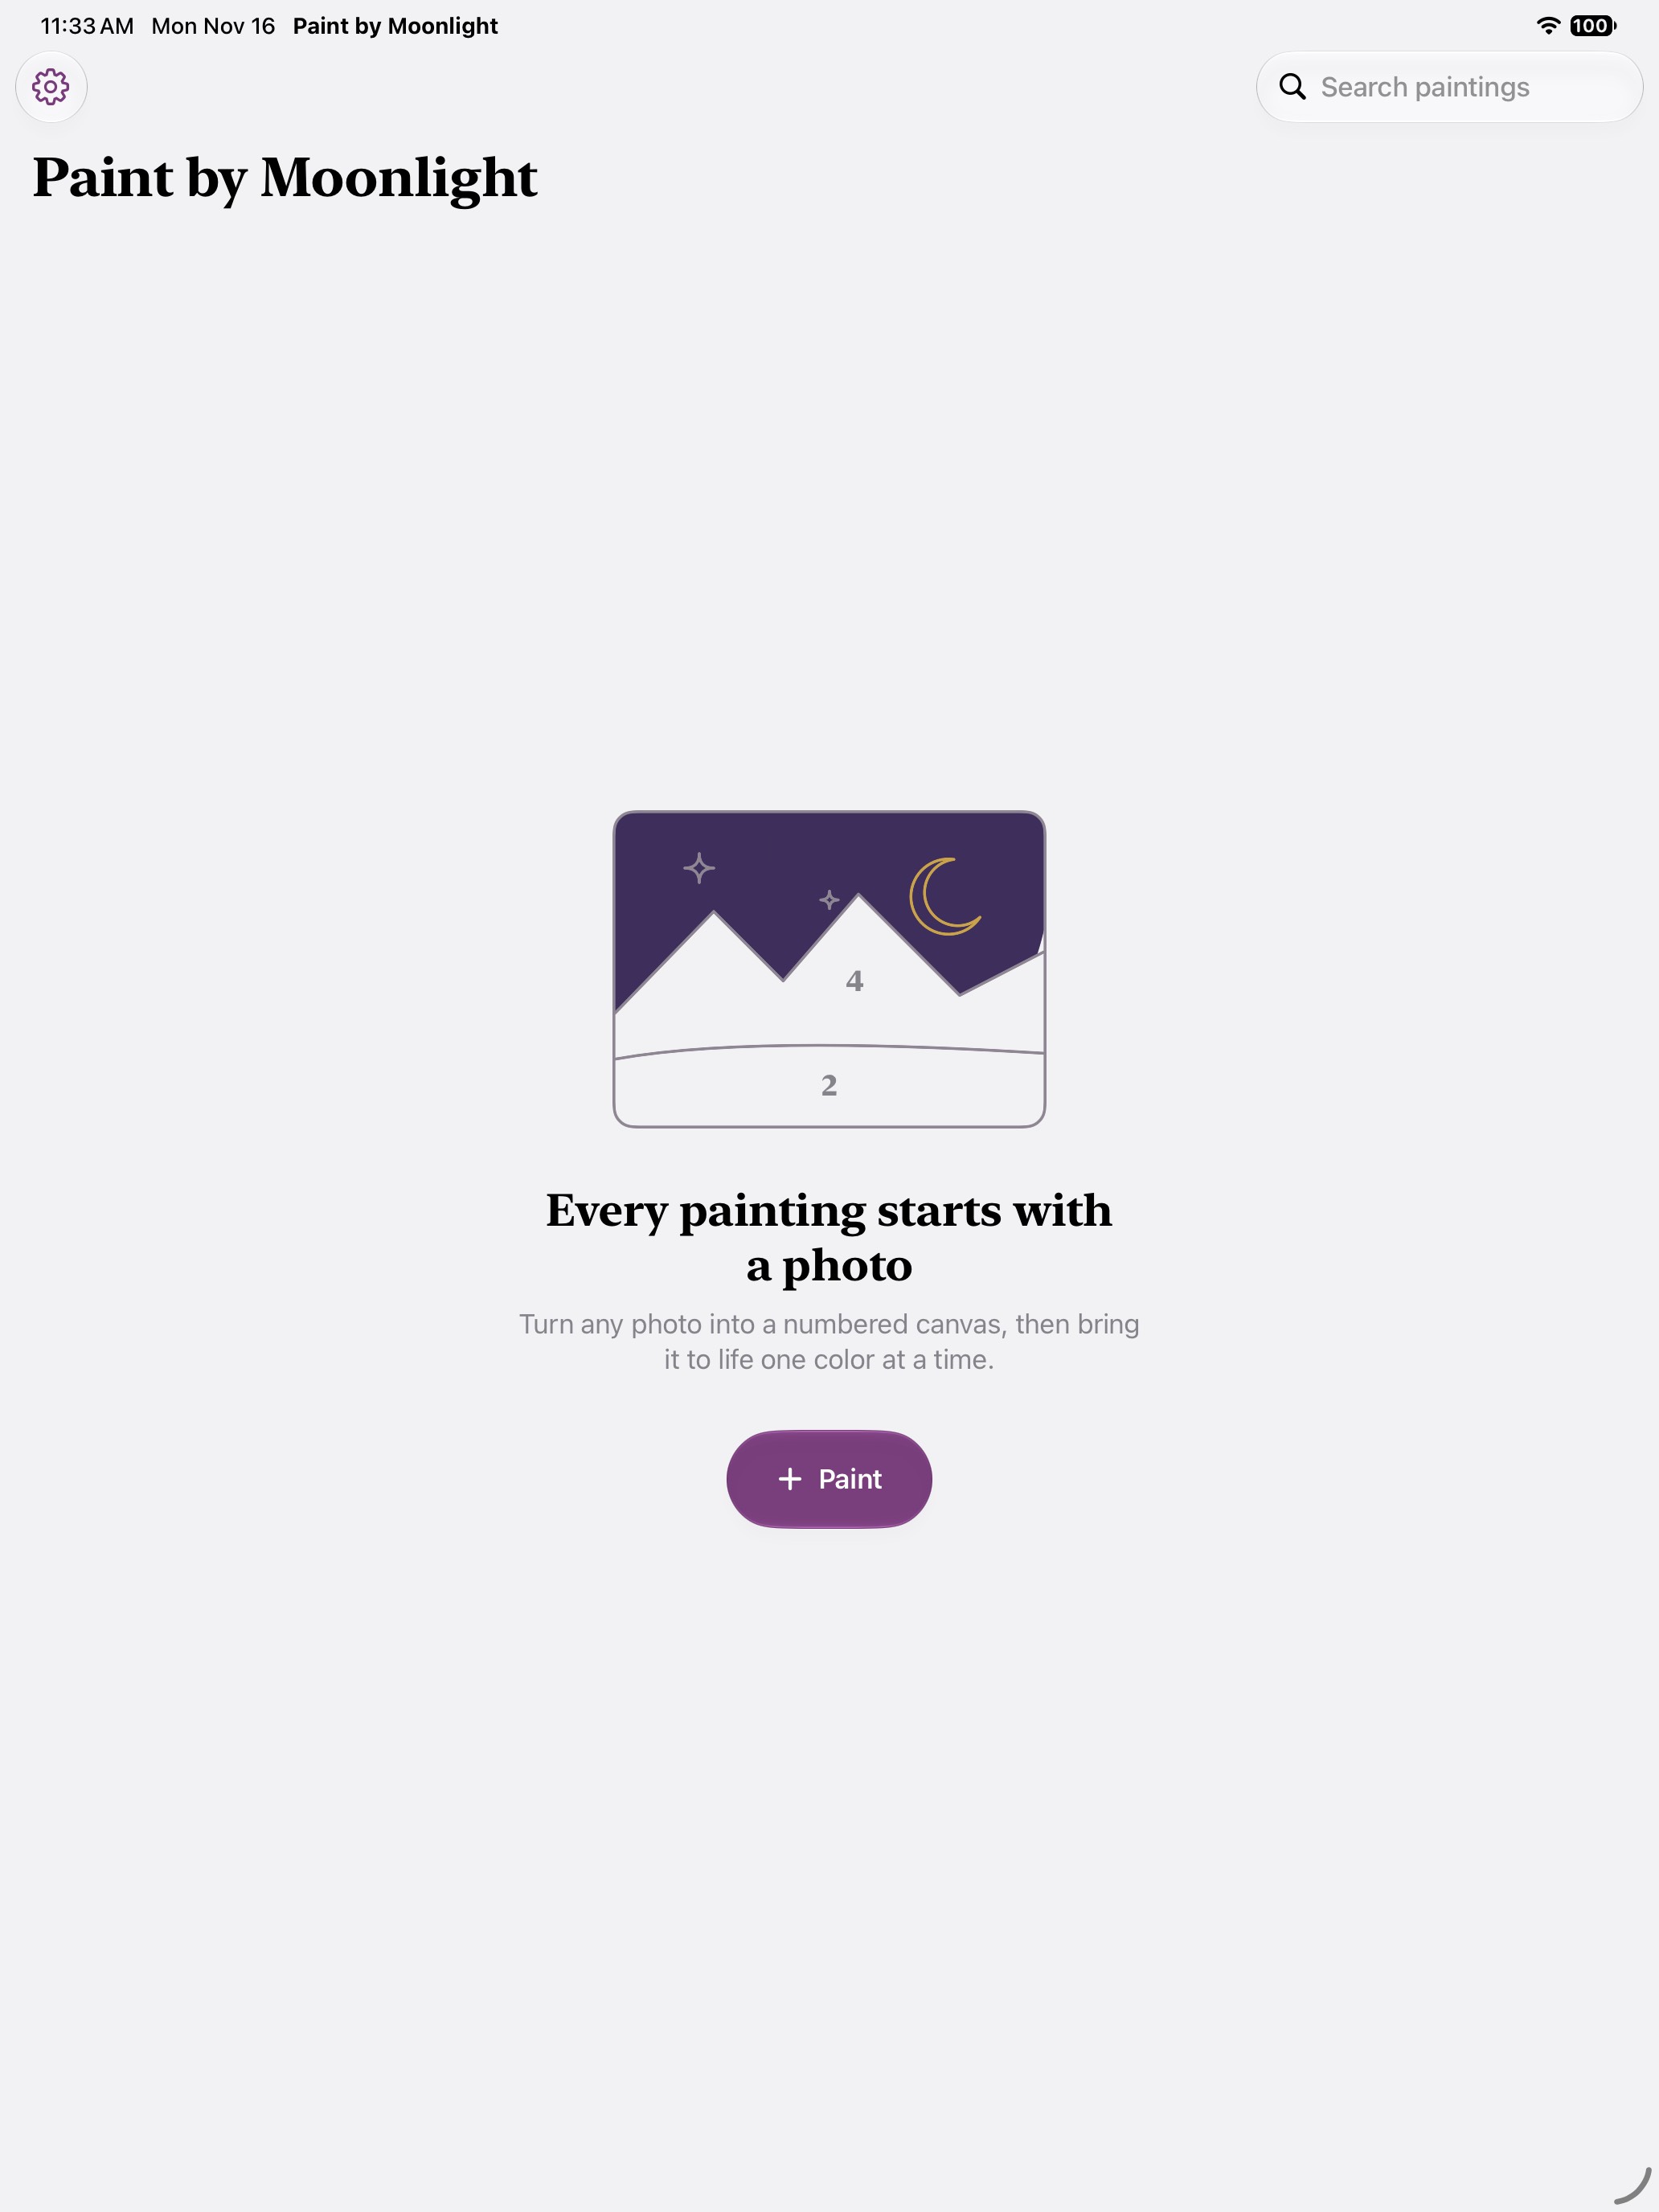 11:33 AM Mon Nov 16 Paint by Moonlight
100
Search paintings
Paint by Moonlight
4
2
Every painting starts with
a photo
Turn any photo into a numbered canvas, then bring
it to life one color at a time.
+ Paint